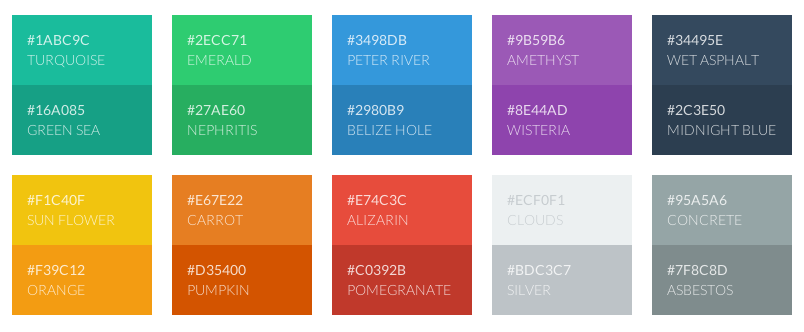 #1ABC9C
TURQUOISE
#2ECC71
EMERALD
#3498DB
PETER RIVER
#9B59B6
AMETHYST
#34495E
WET ASPHALT
#16A085
GREEN SEA
#27AE60
NEPHRITIS
#2980B9
BELIZE HOLE
#8E44AD
WISTERIA
#2C3E50
MIDNIGHT BLUE
#F1C40F
SUN FLOWER
#E67E22
CARROT
#E74C3C
ALIZARIN
#ECF0F1
CLOUDS
#95A5A6
CONCRETE
#F39C12
ORANGE
#D35400
PUMPKIN
#C0392B
POMEGRANATE
#BDC3C7
SILVER
#7F8C8D
ASBESTOS